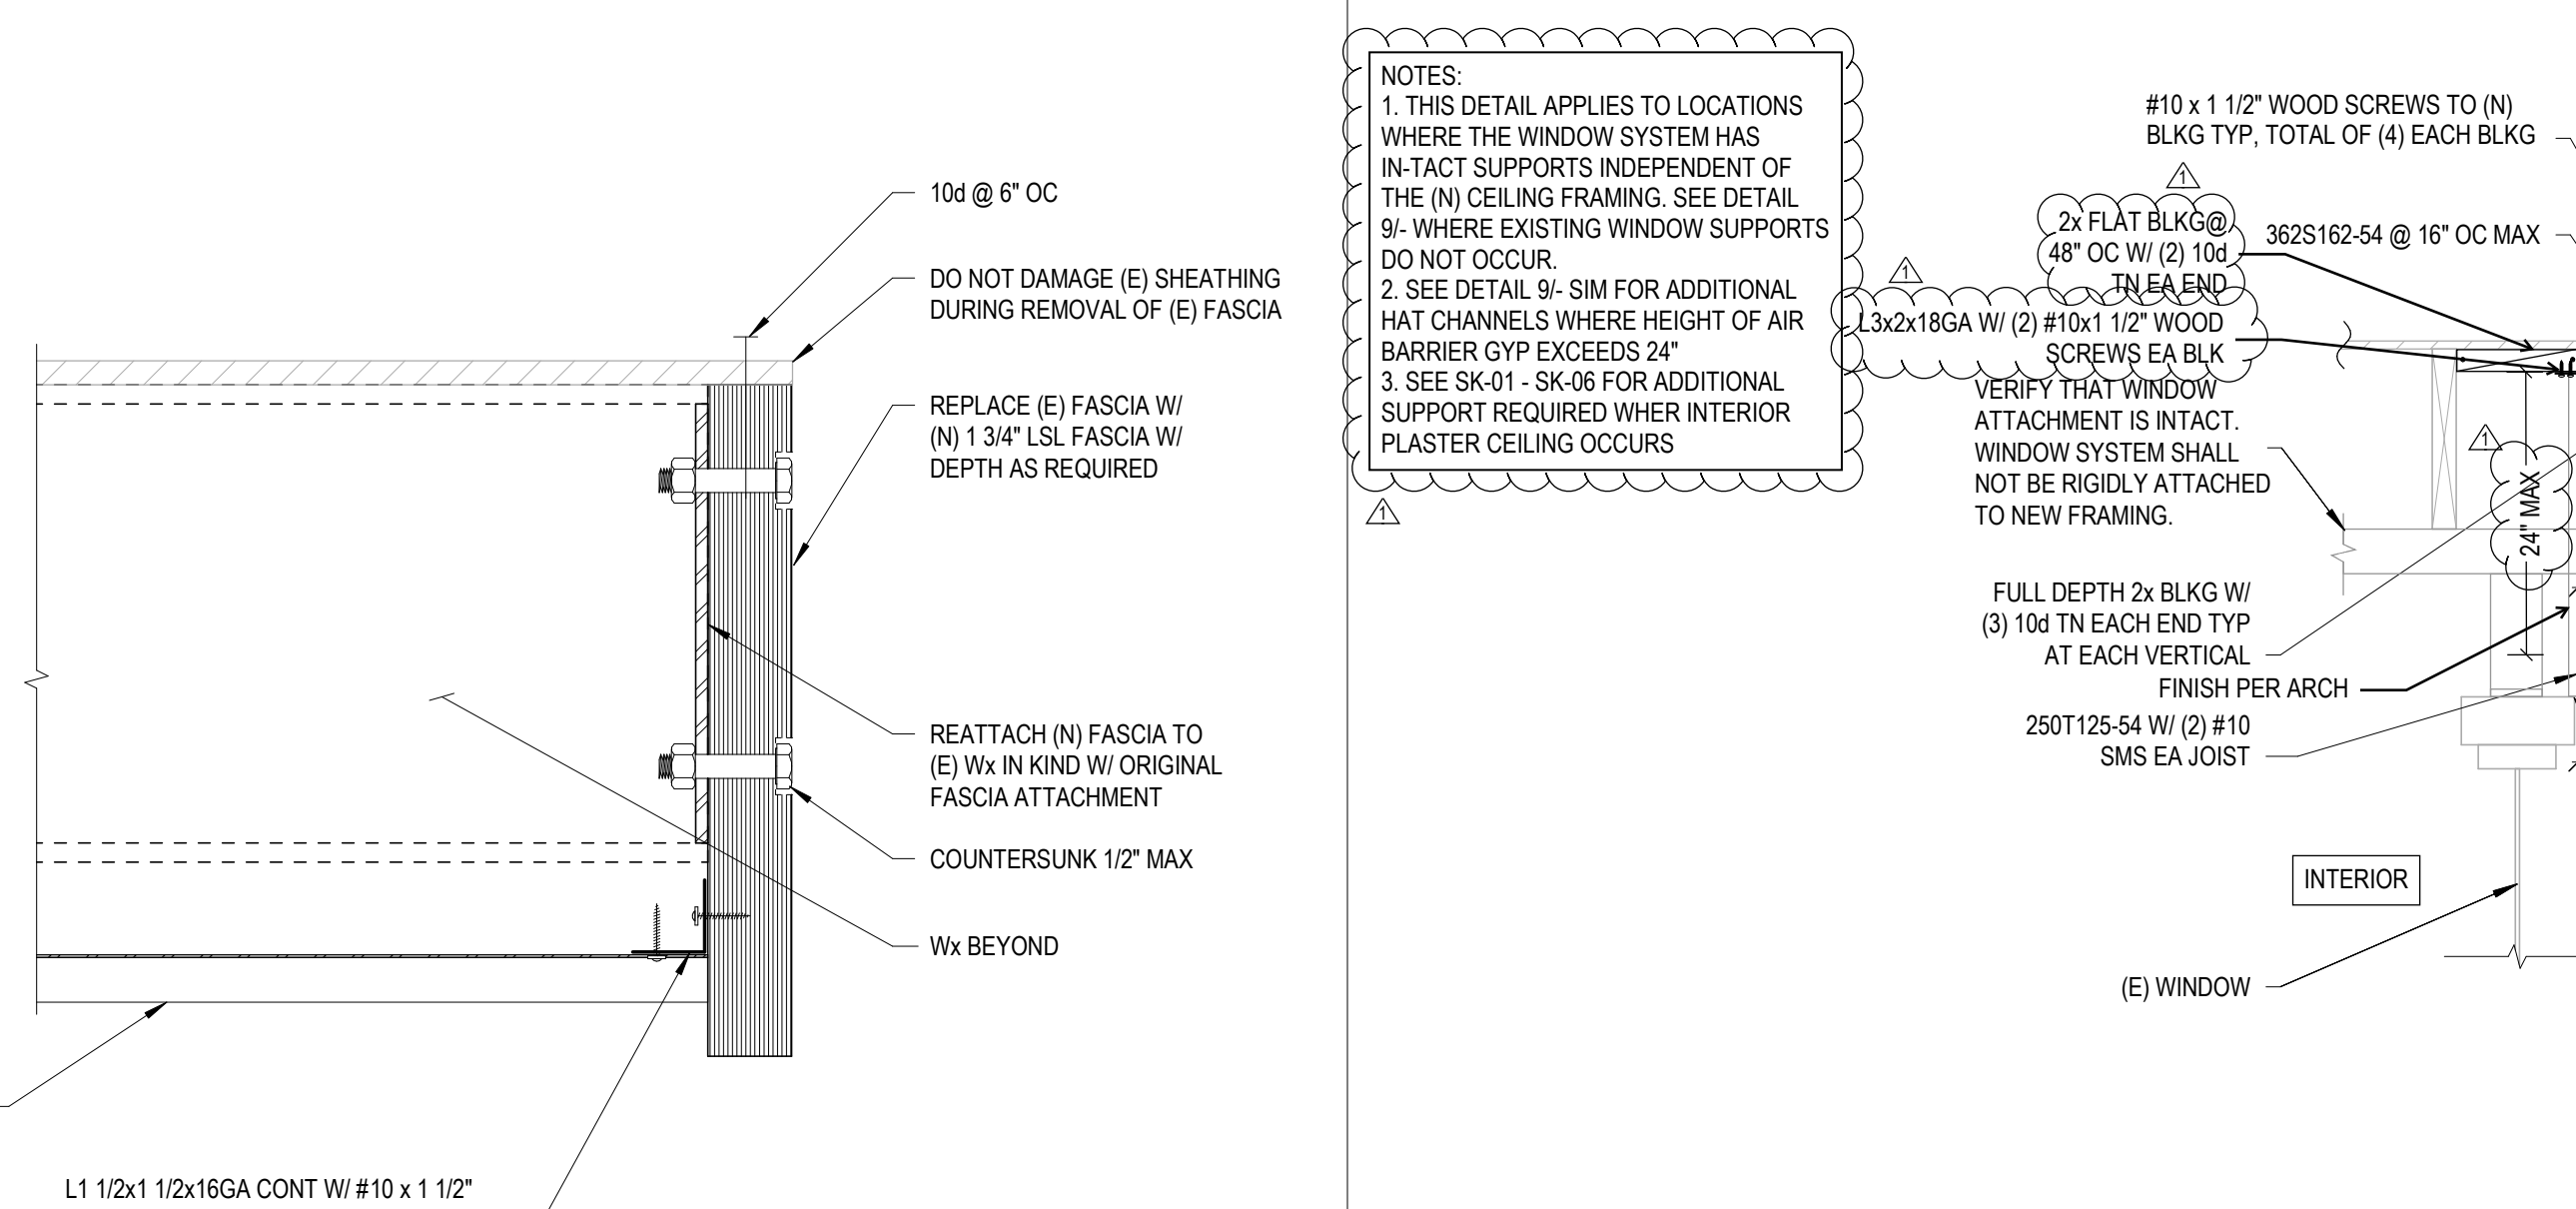 10d @ 6" OC
DO NOT DAMAGE (E) SHEATHING
DURING REMOVAL OF (E) FASCIA
REPLACE (E) FASCIA W/
(N) 1 3/4" LSL FASCIA W/
DEPTH AS REQUIRED
REATTACH (N) FASCIA TO
(E) Wx IN KIND W/ ORIGINAL
FASCIA ATTACHMENT
COUNTERSUNK 1/2" MAX
Wx BEYOND
L1 1/2x1 1/2x16GA CONT W/ #10 x 1 1/2"
NOTES:
1. THIS DETAIL APPLIES TO LOCATIONS
WHERE THE WINDOW SYSTEM HAS
IN-TACT SUPPORTS INDEPENDENT OF
THE (N) CEILING FRAMING. SEE DETAIL
9/- WHERE EXISTING WINDOW SUPPORTS
DO NOT OCCUR.
2. SEE DETAIL 9/- SIM FOR ADDITIONAL
HAT CHANNELS WHERE HEIGHT OF AIR
BARRIER GYP EXCEEDS 24"
3. SEE SK-01 - SK-06 FOR ADDITIONAL
SUPPORT REQUIRED WHER INTERIOR
PLASTER CEILING OCCURS
1
#10 x 1 1/2" WOOD SCREWS TO (N)
BLKG TYP, TOTAL OF (4) EACH BLKG
1
2x FLAT BLKG@
48" OC W/ (2) 10d
TN EA END
362S162-54 @ 16" OC MAX
1
L3x2x18GA W/ (2) #10x1 1/2" WOOD
SCREWS EA BLK
VERIFY THAT WINDOW
ATTACHMENT IS INTACT.
WINDOW SYSTEM SHALL
NOT BE RIGIDLY ATTACHED
TO NEW FRAMING.
1
24" MAX
FULL DEPTH 2x BLKG W/
(3) 10d TN EACH END TYP
AT EACH VERTICAL
FINISH PER ARCH
250T125-54 W/ (2) #10
SMS EA JOIST
INTERIOR
(E) WINDOW